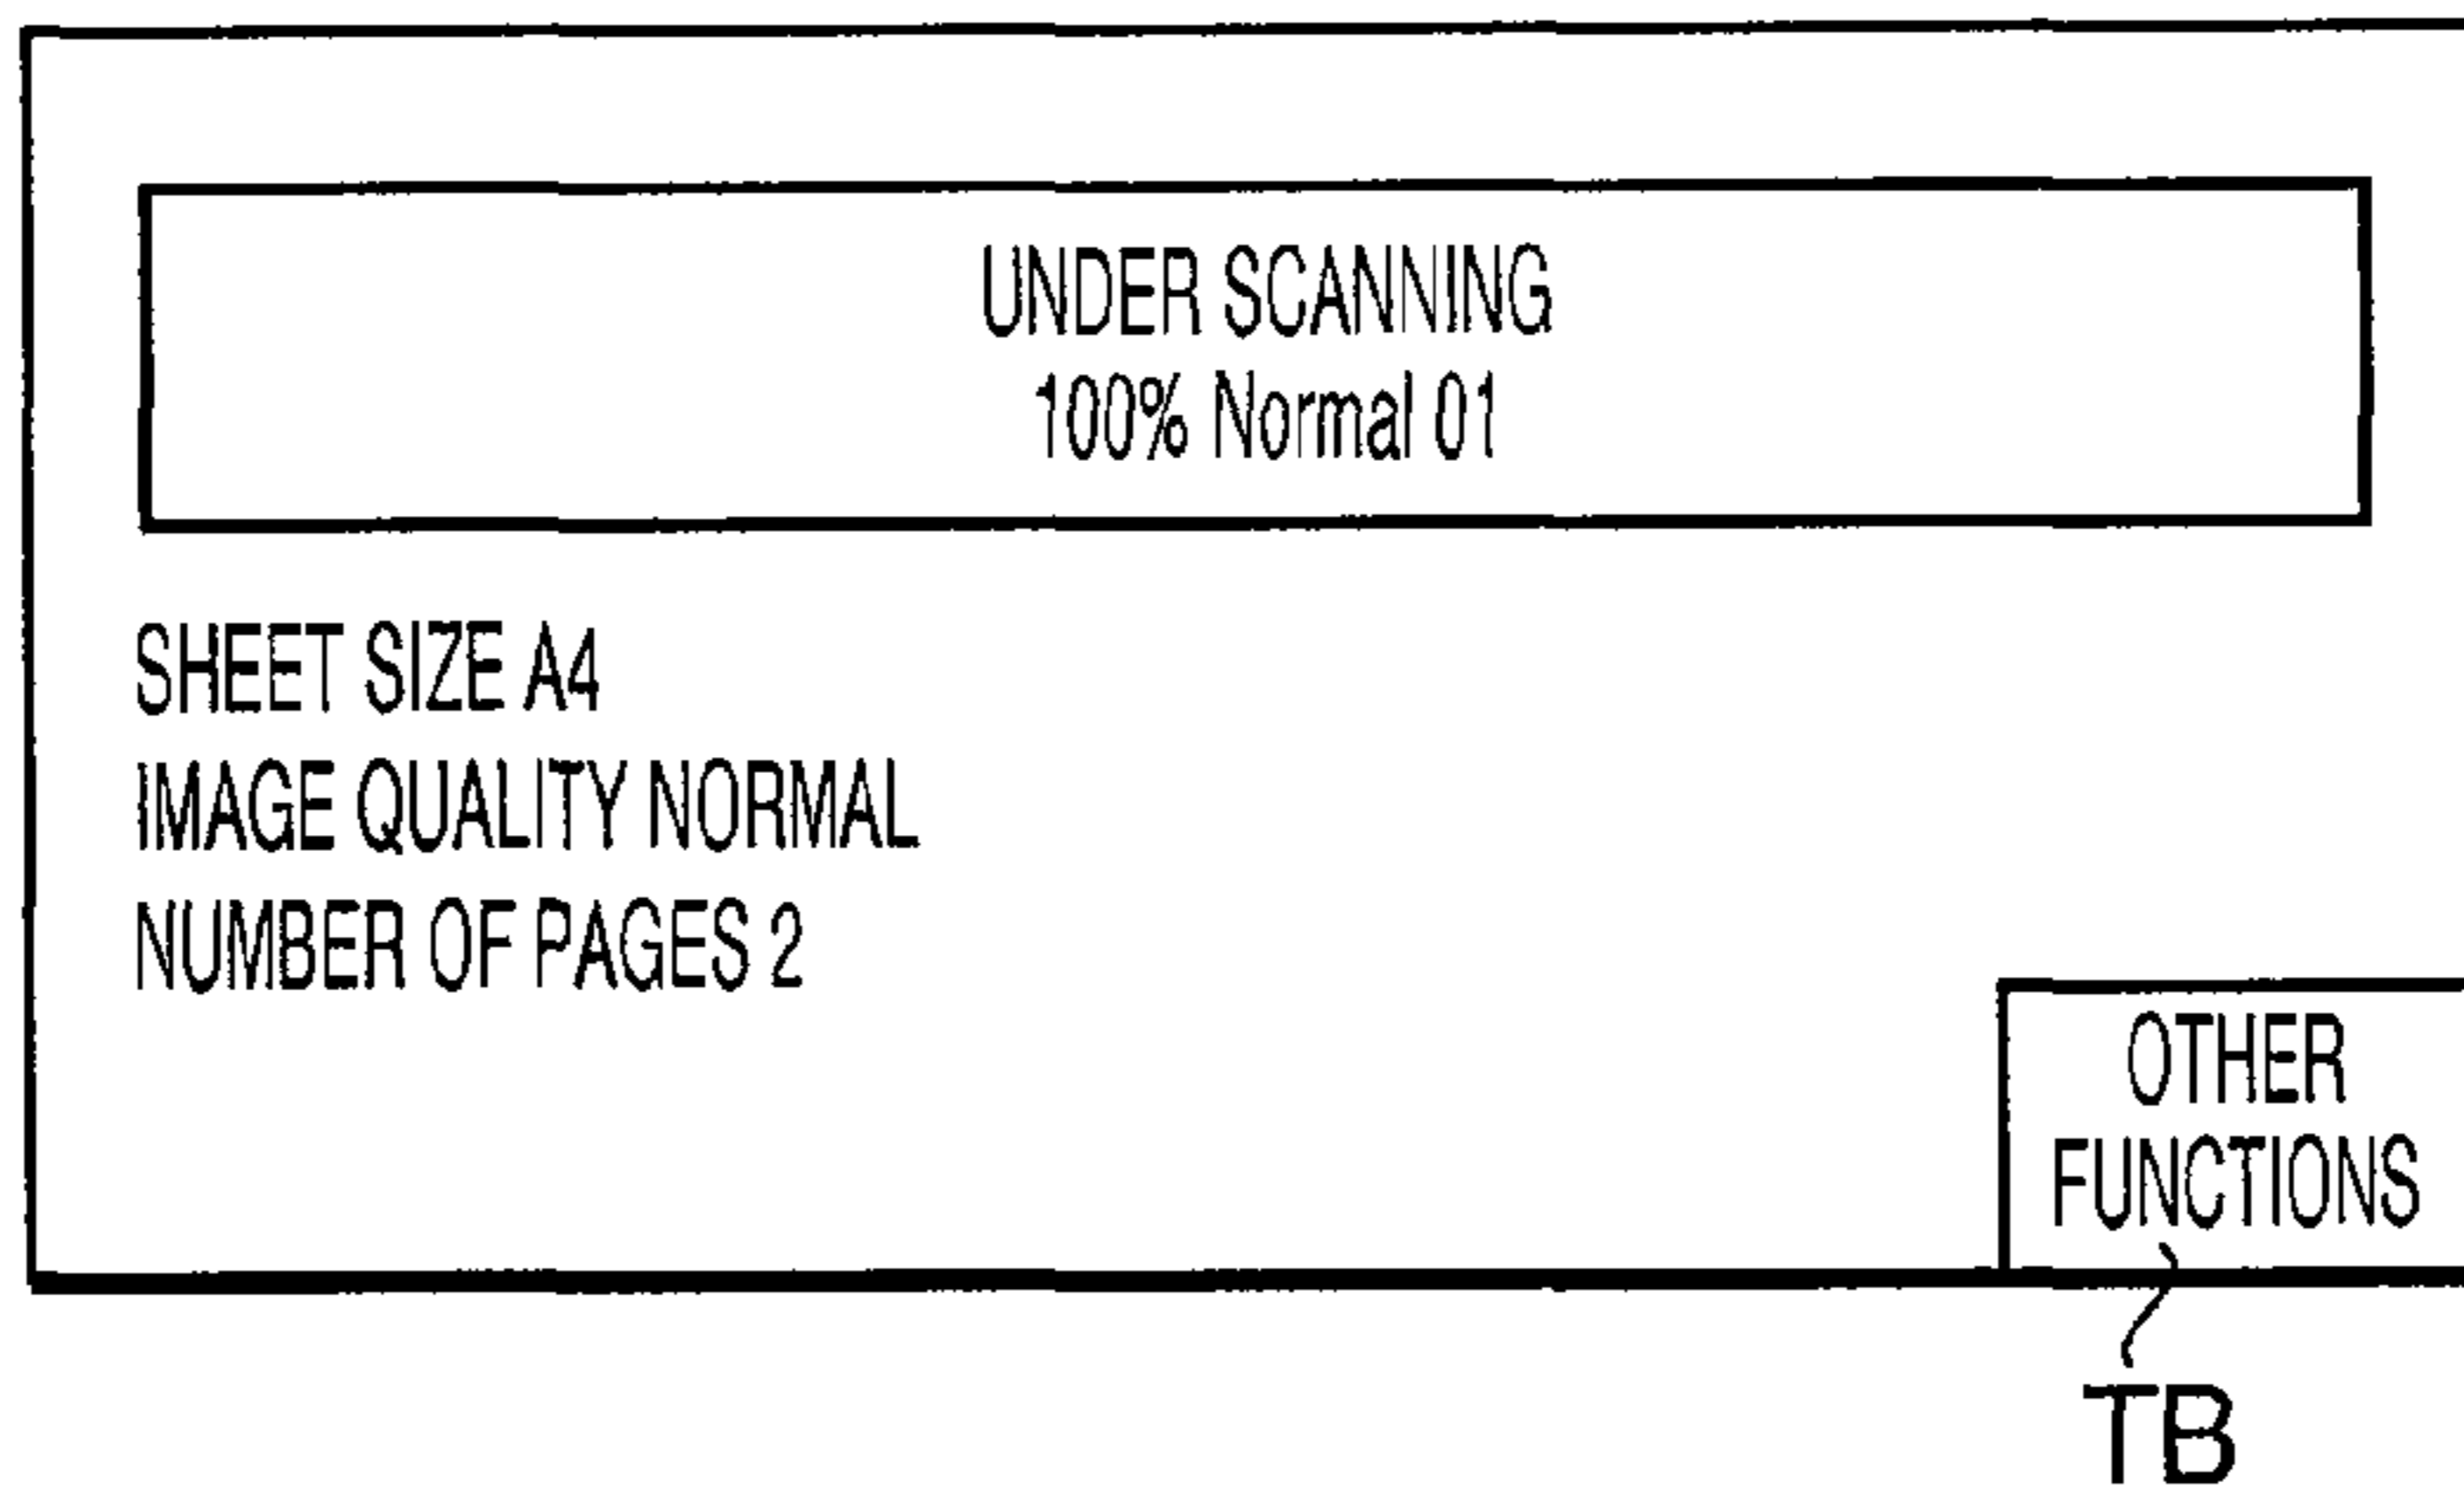 UNDER SCANNING
100% Normal 01
SHEET SIZE A4
IMAGE QUALITY NORMAL
NUMBER OF PAGES 2
OTHER
FUNCTIONS
TB